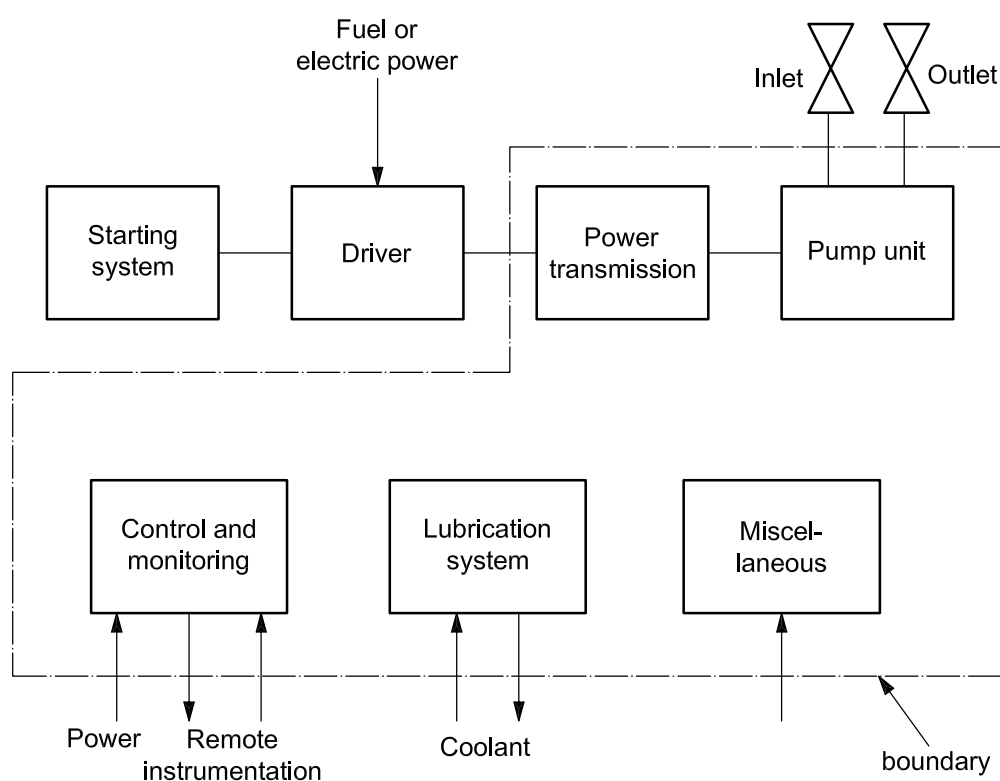 Fuel or
electric power
Inlet
Outlet
Starting
system
Driver
Power
transmission
Pump unit
Control and
monitoring
Lubrication
system
Miscel-
laneous
Power
Remote
instrumentation
Coolant
boundary